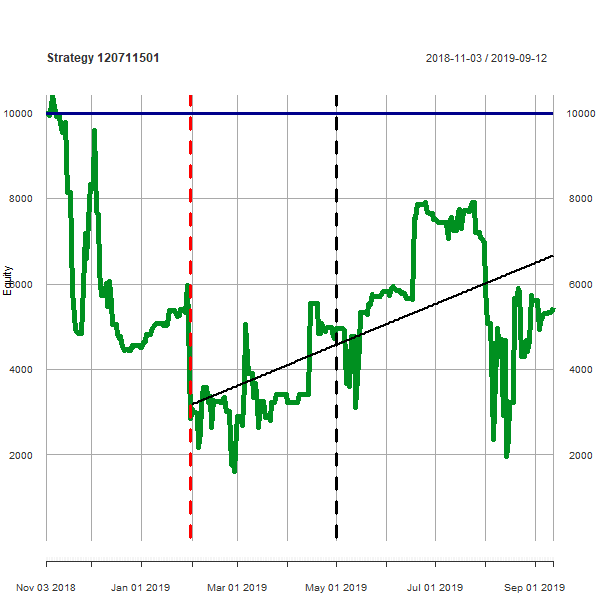 Strategy 120711501
2018-11-03 / 2019-09-12
10000
10000
8000
8000
6000
6000
4000
4000
2000
2000
Equity
Nov 03 2018
Jan 01 2019
Mar 01 2019
May 01 2019
Jul 01 2019
Sep 01 2019